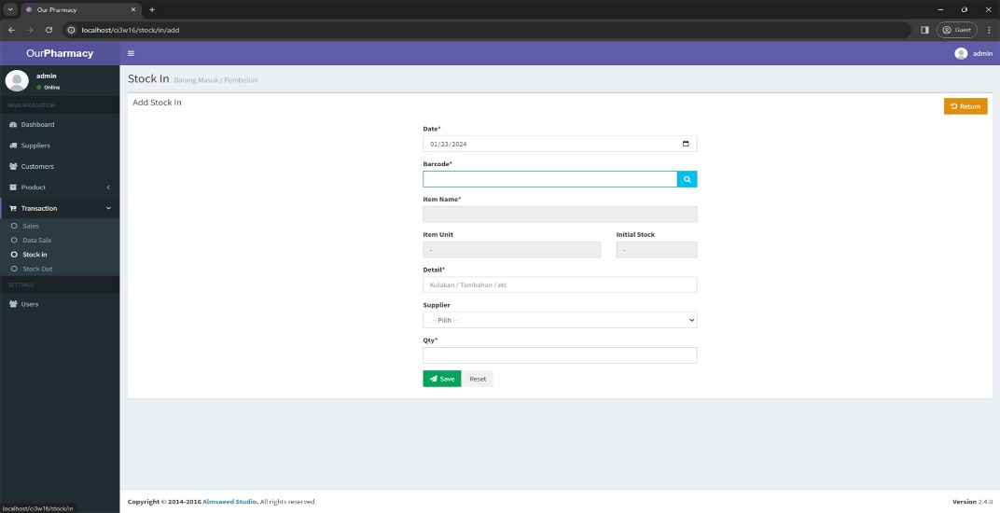 Our Pharmacy
localhost/ci3w16/stock/in/add
Guest
OurPharmacy
admin
admin
Online
MAIN NAVIGATION
Dashboard
Suppliers
Customers
Product
Transaction
Sales
Data Sale
Stock in
Stock Out
SETTINGS
Users
Stock In Barang Masuk / Pembelian
Add Stock In
Return
Date*
01/23/2024
Barcode*
Item Name*
Item Unit Initial Stock
- -
Detail*
Kulakan / Tambahan / etc
Supplier
-- Pilih --
Qty*
Save Reset
Copyright © 2014-2016 Almsaeed Studio. All rights reserved.
Version 2.4.0
localhost/ci3w16/stock/in